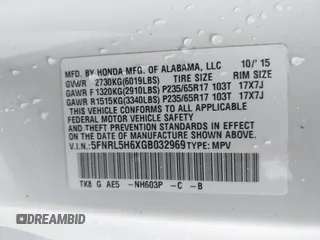 MFD. BY HONDA MFG. OF ALABAMA, LLC 10/'15
GVWR 2730KG(6019LBS) TIRE SIZE RIM SIZE
GAWR F 1320KG(2910LBS) P235/65R17 103T 17X7J
GAWR R1515KG(3340LBS) P235/65R17 103T 17X7J
THIS VEHICLE CONFORMS TO ALL APPLICABLE
FEDERAL MOTOR VEHICLE SAFETY AND
THEFT PREVENTION STANDARDS IN EFFECT ON
THE DATE OF MANUFACTURE SHOWN ABOVE.
V.I.N.:5FNRL5H6XGB032969 TYPE:MPV
TK8 G AE5 -NH603P -C -B
DEALER'S CHOICE